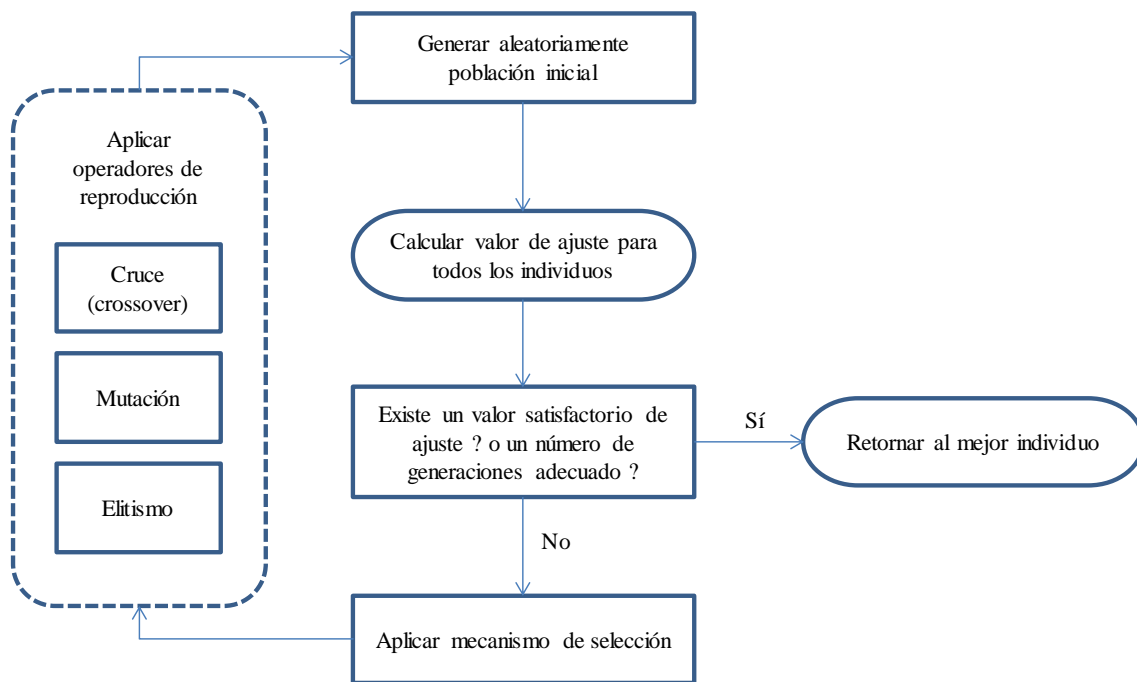 Generar aleatoriamente
población inicial
Aplicar
operadores de
reproducción
Cruce
(crossover)
Mutación
Elitismo
Calcular valor de ajuste para
todos los individuos
Existe un valor satisfactorio de
ajuste ? o un número de
generaciones adecuado ?
Sí
Retornar al mejor individuo
No
Aplicar mecanismo de selección